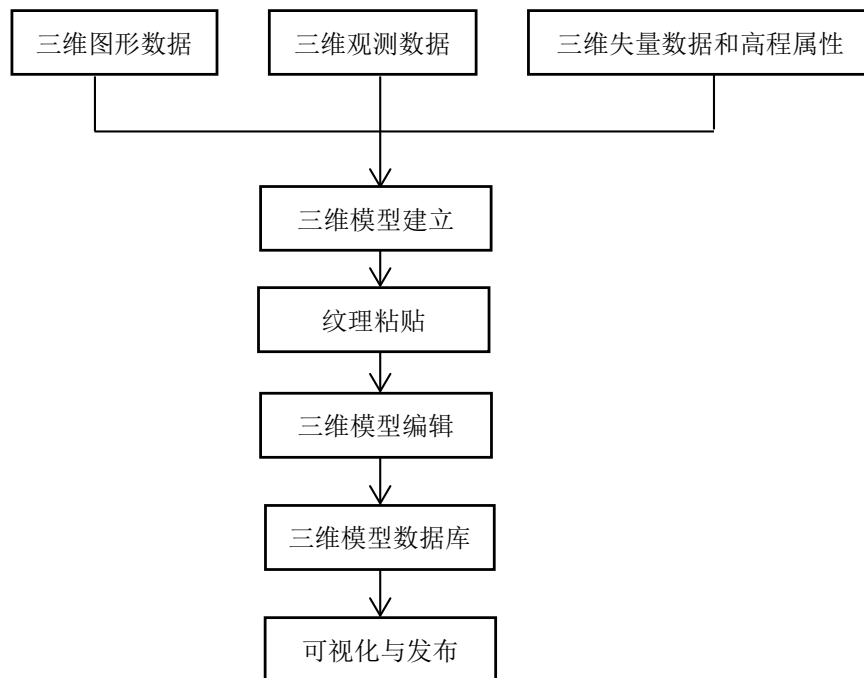 三维图形数据
三维观测数据
三维失量数据和高程属性
三维模型建立
纹理粘贴
三维模型编辑
三维模型数据库
可视化与发布